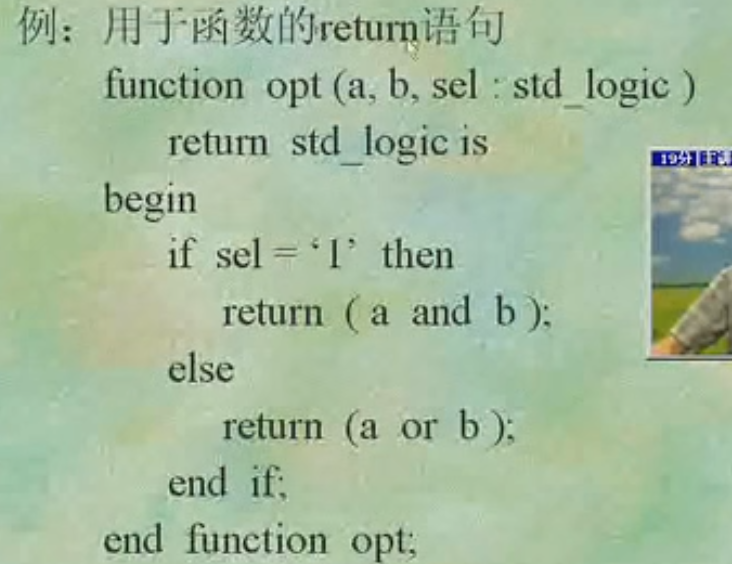 例：用于函数的return语句
function opt (a, b, sel : std_logic )
return std_logic is
begin
if sel = ‘1’ then
return ( a and b );
else
return (a or b );
end if;
end function opt;
19分